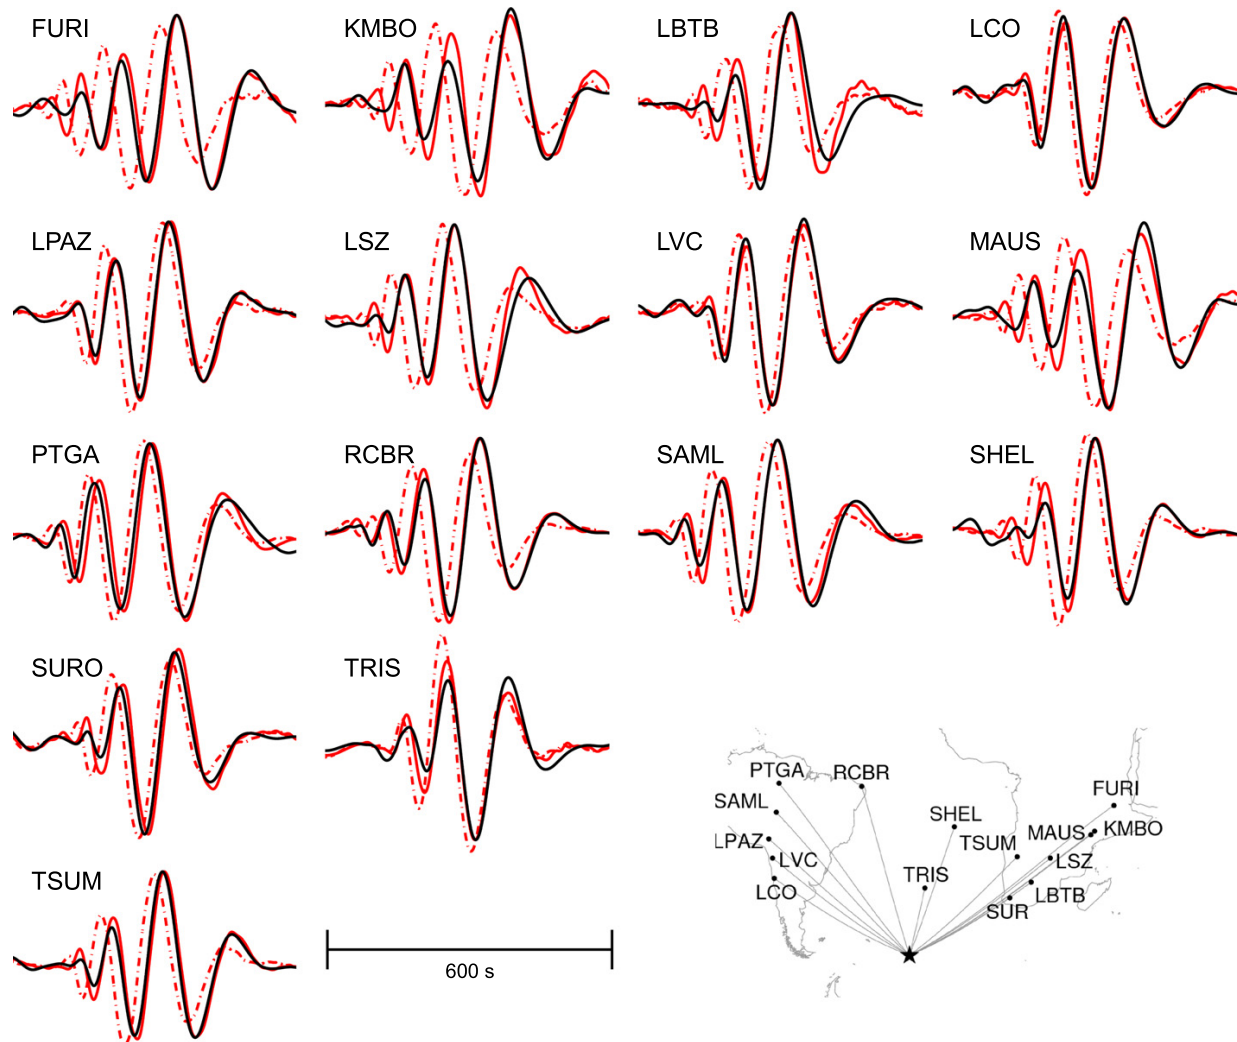 FURI
KMBO
LBTB
LCO
LPAZ
LSZ
LVC
MAUS
PTGA
RCBR
SAML
SHEL
SURO
TRIS
TSUM
600 s
PTGA
RCBR
FURI
SAML
SHEL
TSUM
MAUS
KMBO
LPAZ
LVC
LSZ
TRIS
LCO
LBTB
SUR